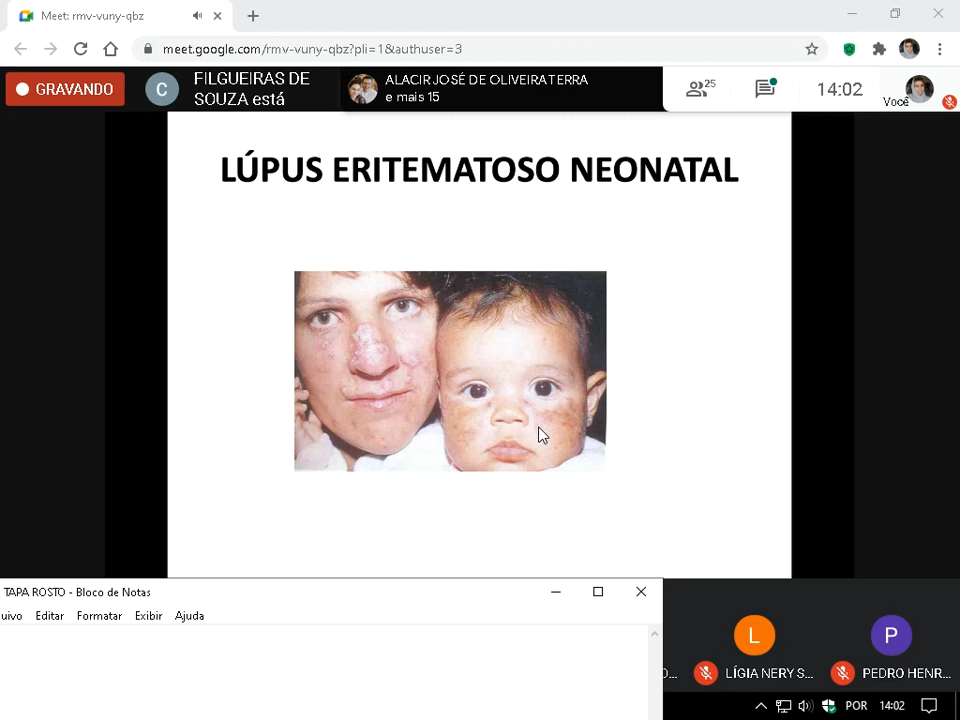 Meet: rmv-vuny-qbz
meet.google.com/rmv-vuny-qbz?pli=1&authuser=3
GRAVANDO
C
FILGUEIRAS DE
SOUZA está
ALACIR JOSÉ DE OLIVEIRA TERRA
e mais 15
25
14:02
Você
LÚPUS ERITEMATOSO NEONATAL
TAPA ROSTO - Bloco de Notas
uivo Editar Formatar Exibir Ajuda
L
P
O...
LÍGIA NERY S...
PEDRO HENR...
POR
14:02